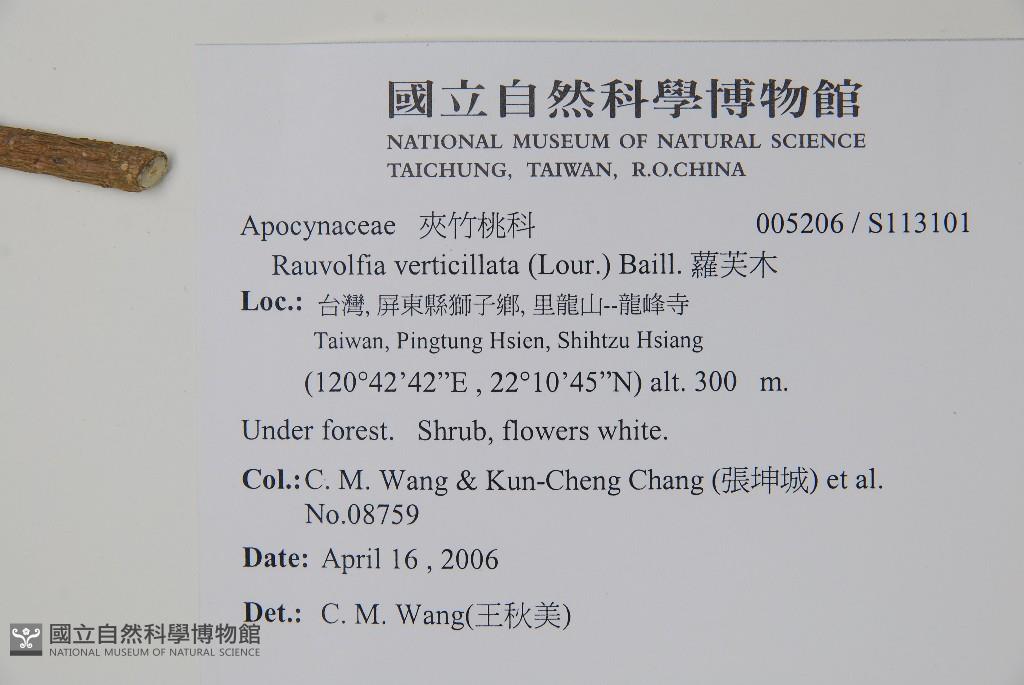 國立自然科學博物館
NATIONAL MUSEUM OF NATURAL SCIENCE
TAICHUNG, TAIWAN, R.O.CHINA
Apocynaceae 夾竹桃科 005206 / S113101
Rauvolfia verticillata (Lour.) Baill. 蘿芙木
Loc.: 台灣, 屏東縣獅子鄉, 里龍山--龍峰寺
Taiwan, Pingtung Hsien, Shihtzu Hsiang
(120°42’42”E , 22°10’45”N) alt. 300 m.
Under forest. Shrub, flowers white.
Col.: C. M. Wang & Kun-Cheng Chang (張坤城) et al.
No.08759
Date: April 16 , 2006
Det.: C. M. Wang(王秋美)
國立自然科學博物館
NATIONAL MUSEUM OF NATURAL SCIENCE